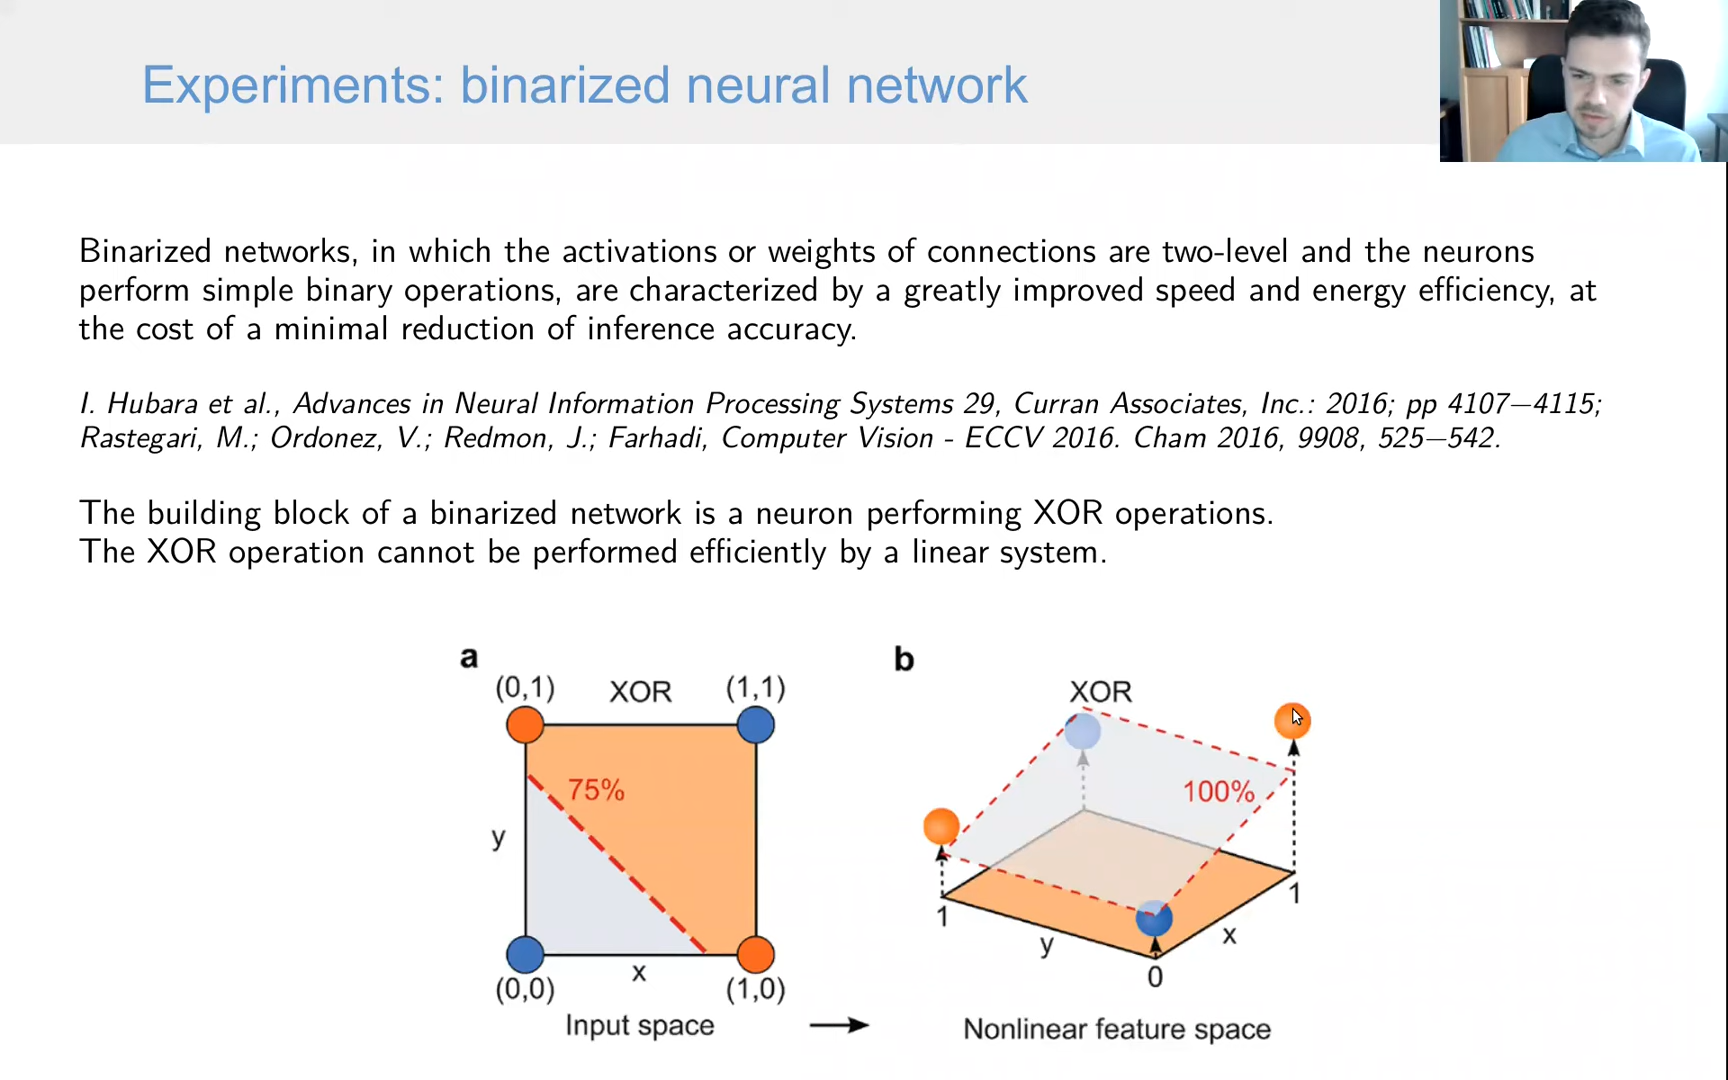 Experiments: binarized neural network
Binarized networks, in which the activations or weights of connections are two-level and the neurons
perform simple binary operations, are characterized by a greatly improved speed and energy efficiency, at
the cost of a minimal reduction of inference accuracy.
I. Hubara et al., Advances in Neural Information Processing Systems 29, Curran Associates, Inc.: 2016; pp 4107−4115;
Rastegari, M.; Ordonez, V.; Redmon, J.; Farhadi, Computer Vision - ECCV 2016. Cham 2016, 9908, 525−542.
The building block of a binarized network is a neuron performing XOR operations.
The XOR operation cannot be performed efficiently by a linear system.
a
(0,1) XOR (1,1)
75%
y
x
(0,0) (1,0)
Input space
b
XOR
100%
1
y
0
x
1
Nonlinear feature space